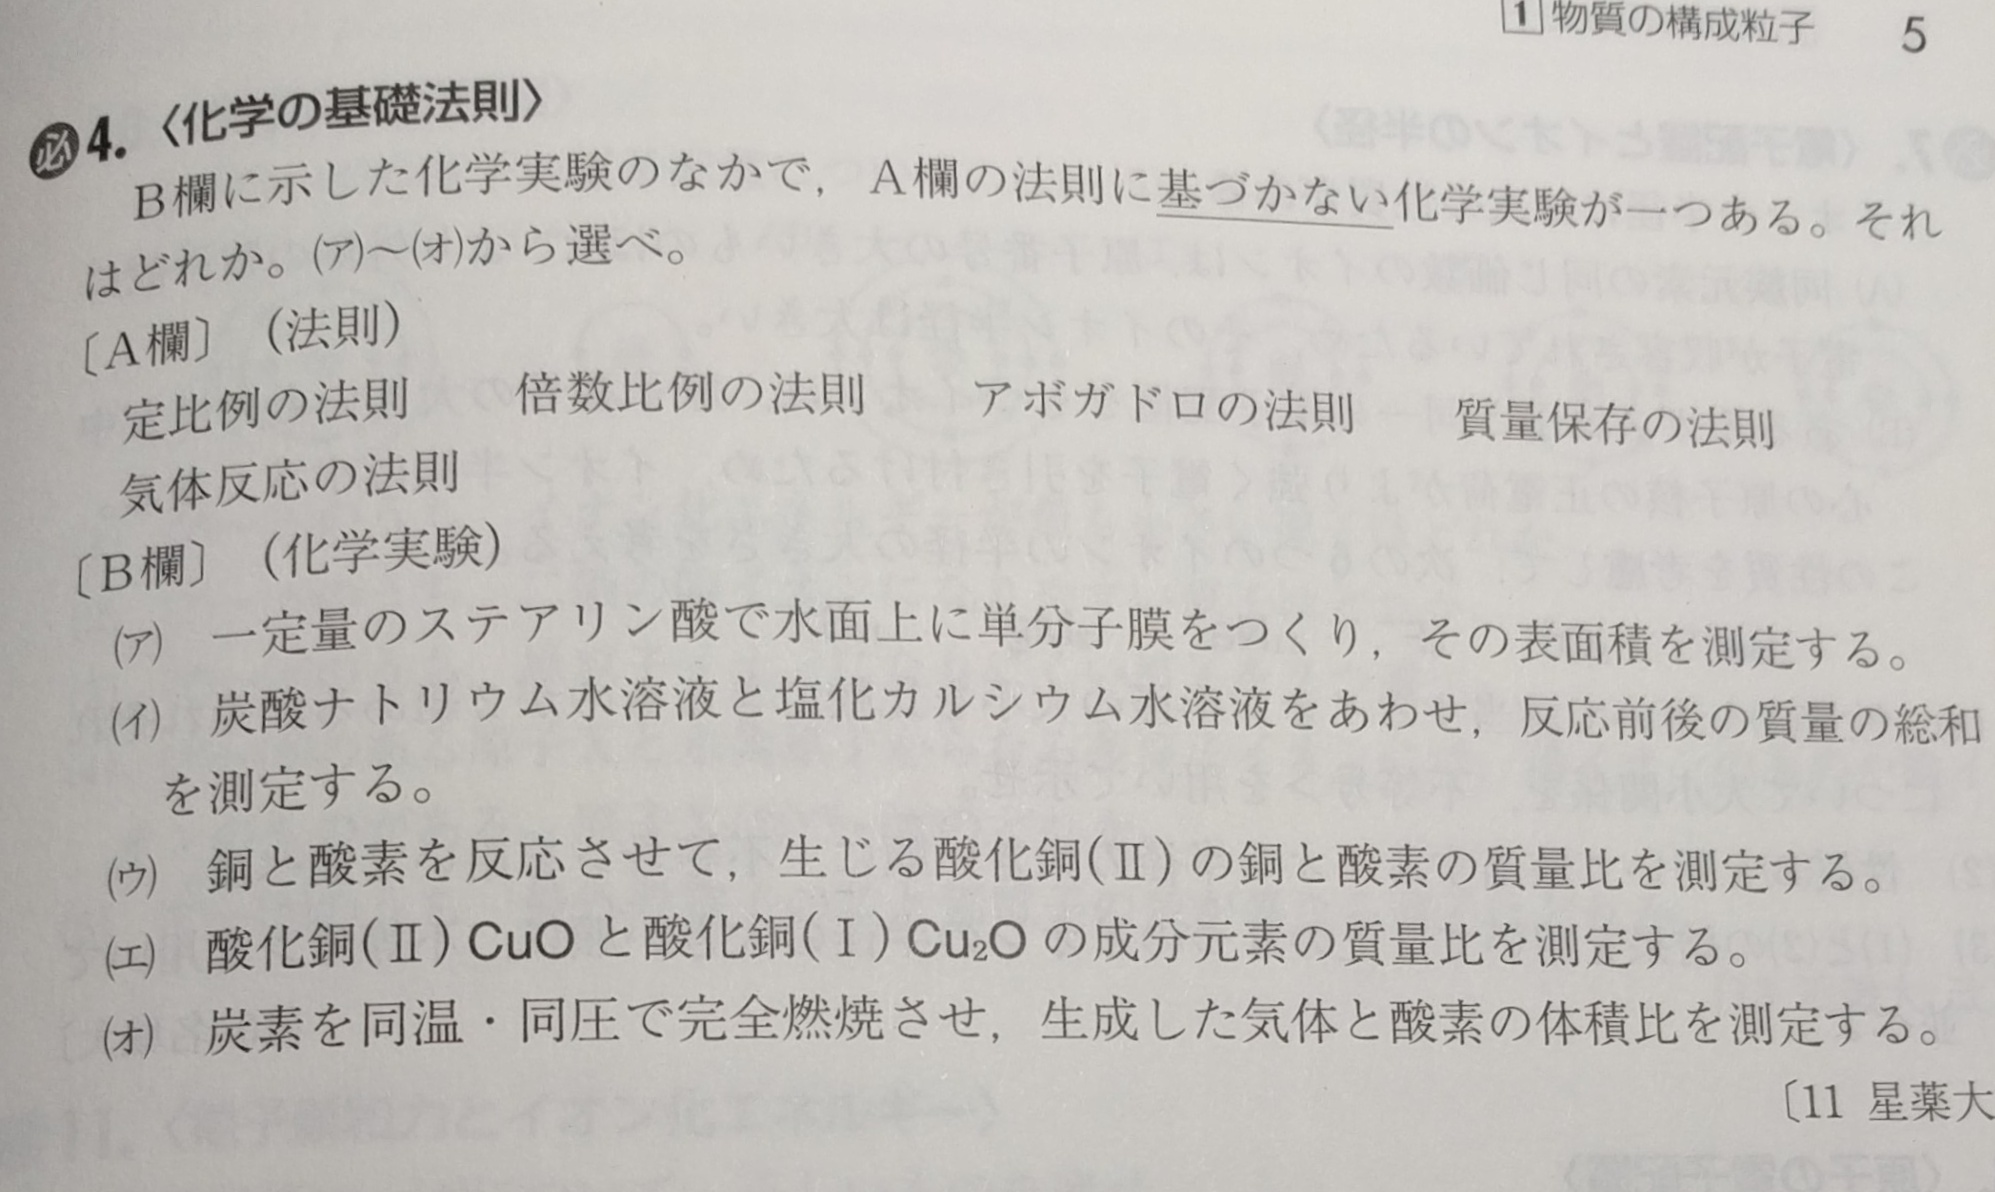 1 物質の構成粒子 5
必 4. 〈化学の基礎法則〉
B欄に示した化学実験のなかで，A欄の法則に基づかない化学実験が一つある。それ
はどれか。(ア)～(オ)から選べ。
〔A欄〕 (法則)
定比例の法則 倍数比例の法則 アボガドロの法則 質量保存の法則
気体反応の法則
〔B欄〕 (化学実験)
(ア) 一定量のステアリン酸で水面上に単分子膜をつくり，その表面積を測定する。
(イ) 炭酸ナトリウム水溶液と塩化カルシウム水溶液をあわせ，反応前後の質量の総和
を測定する。
(ウ) 銅と酸素を反応させて，生じる酸化銅(Ⅱ)の銅と酸素の質量比を測定する。
(エ) 酸化銅(Ⅱ)CuOと酸化銅(Ⅰ)Cu₂Oの成分元素の質量比を測定する。
(オ) 炭素を同温・同圧で完全燃焼させ，生成した気体と酸素の体積比を測定する。
〔11 星薬大